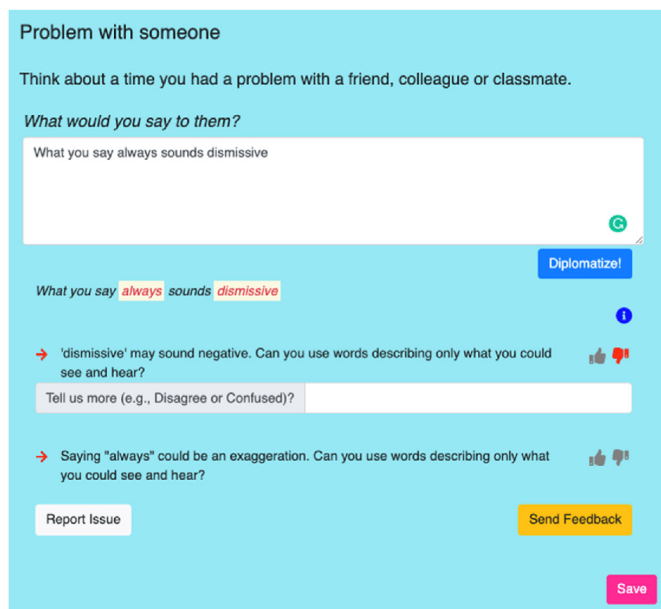 Problem with someone
Think about a time you had a problem with a friend, colleague or classmate.
What would you say to them?
What you say always sounds dismissive
Diplomatize!
What you say always sounds dismissive
'dismissive' may sound negative. Can you use words describing only what you could
see and hear?
Tell us more (e.g., Disagree or Confused)?
Saying "always" could be an exaggeration. Can you use words describing only what
you could see and hear?
Report Issue
Send Feedback
Save